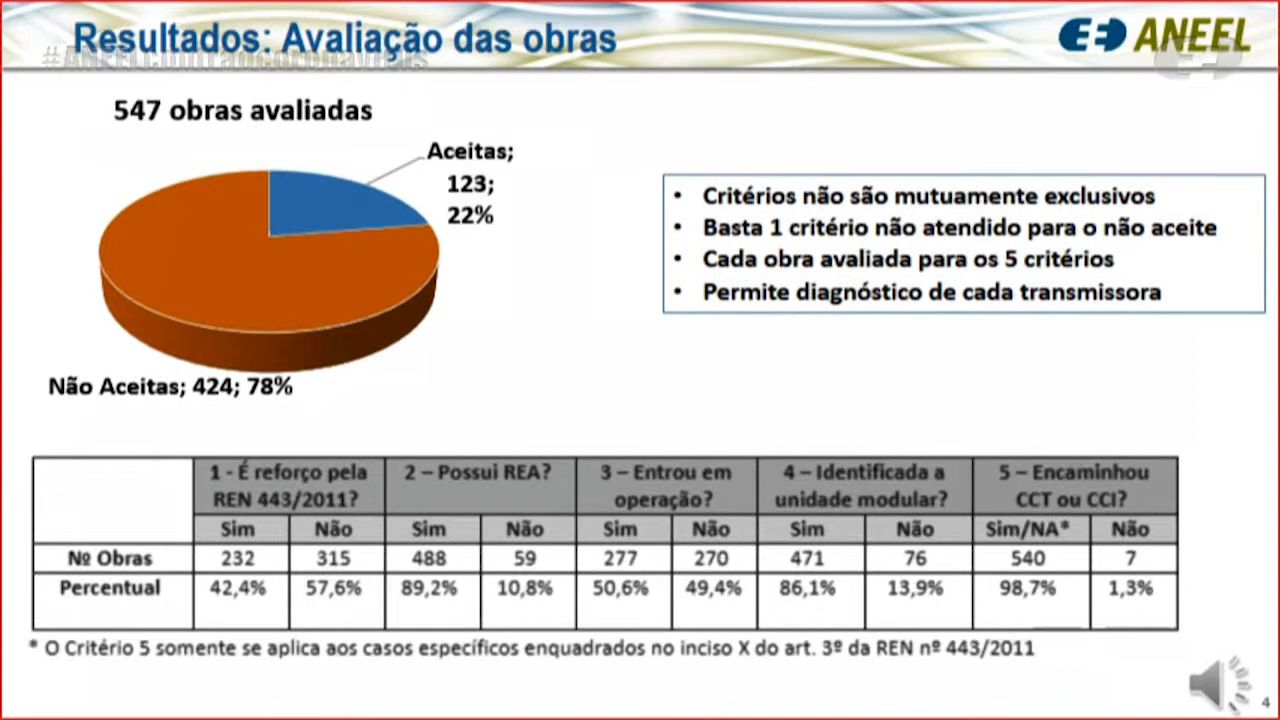 Resultados: Avaliação das obras
#ANEELcontraocoronavírus
ANEEL
547 obras avaliadas
Aceitas;
123;
22%
Não Aceitas; 424; 78%
• Critérios não são mutuamente exclusivos
• Basta 1 critério não atendido para o não aceite
• Cada obra avaliada para os 5 critérios
• Permite diagnóstico de cada transmissora
1 - É reforço pela 2 – Possui REA? 3 – Entrou em 4 – Identificada a 5 – Encaminhou
REN 443/2011? operação? unidade modular? CCT ou CCI?
Sim Não Sim Não Sim Não Sim Não Sim/NA* Não
Nº Obras 232 315 488 59 277 270 471 76 540 7
Percentual 42,4% 57,6% 89,2% 10,8% 50,6% 49,4% 86,1% 13,9% 98,7% 1,3%
* O Critério 5 somente se aplica aos casos específicos enquadrados no inciso X do art. 3º da REN nº 443/2011
4